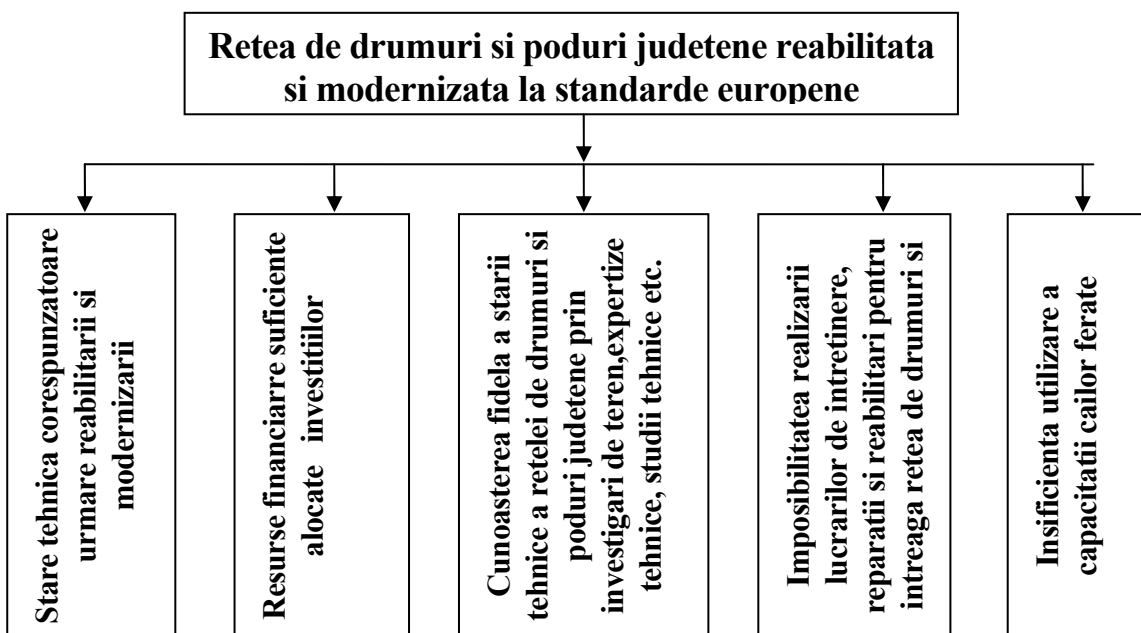 Retea de drumuri si poduri judetene reabilitata
si modernizata la standarde europene
Stare tehnica corespunzatoare
urmare reabilitarii si
modernizarii
Resurse financiarre suficiente
alocate investitiilor
Cunoasterea fidela a starii
tehnice a retelei de drumuri si
poduri judetene prin
investigari de teren,expertize
tehnice, studii tehnice etc.
Imposibilitatea realizarii
lucrarilor de intretinere,
reparatii si reabilitari pentru
intreaga retea de drumuri si
Insificienta utilizare a
capacitatii cailor ferate